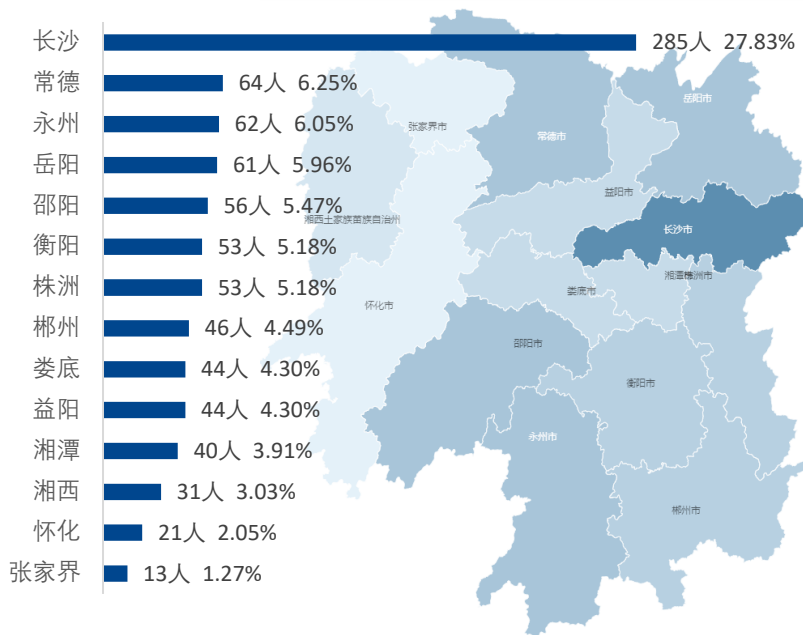 长沙 285人 27.83%
常德 64人 6.25%
永州 62人 6.05%
岳阳 61人 5.96%
邵阳 56人 5.47%
衡阳 53人 5.18%
株洲 53人 5.18%
郴州 46人 4.49%
娄底 44人 4.30%
益阳 44人 4.30%
湘潭 40人 3.91%
湘西 31人 3.03%
怀化 21人 2.05%
张家界 13人 1.27%
岳阳市
张家界市
常德市
益阳市
湘西土家族苗族自治州
长沙市
湘潭市
株洲市
娄底市
怀化市
邵阳市
衡阳市
永州市
郴州市